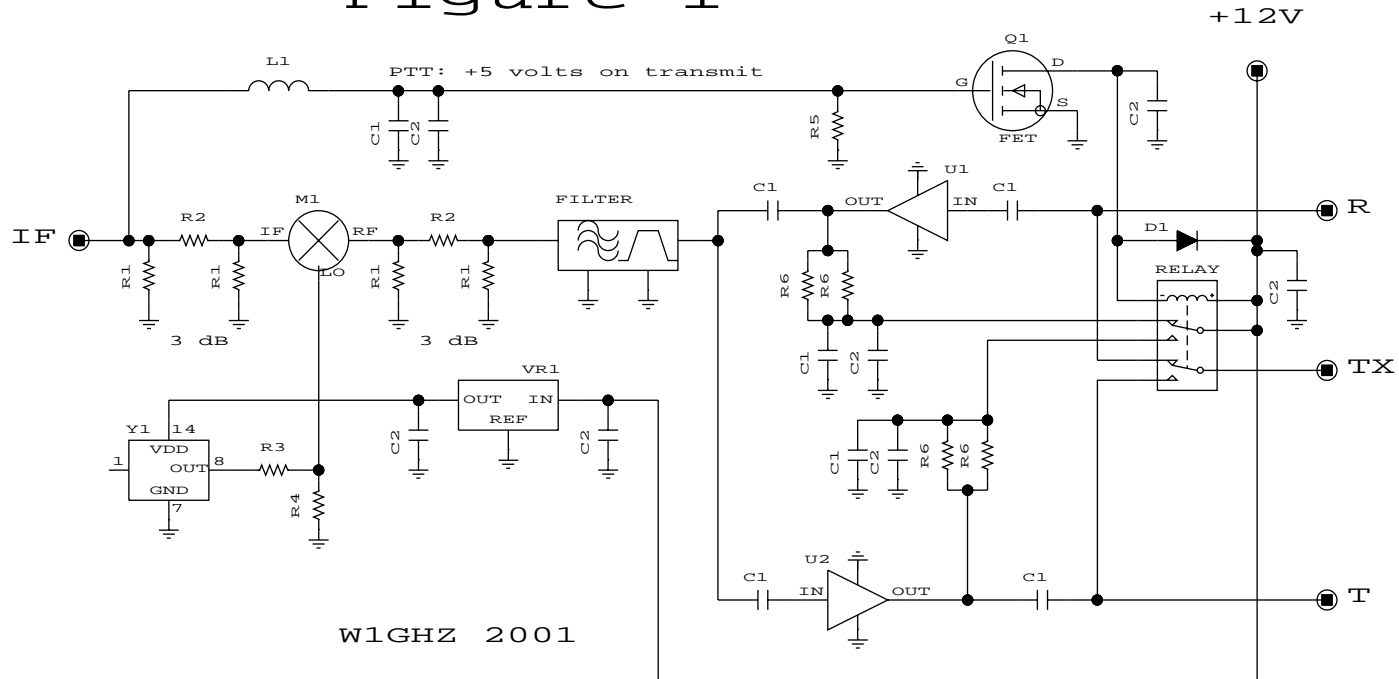 Figure 1
+12V
Q1
L1
PTT: +5 volts on transmit
D
G
S
C1
C2
R5
C2
FET
U1
M1
R2
R2
FILTER
C1
OUT
IN
C1
R
IF
IF
RF
D1
LO
R1
R1
R1
R1
R6
R6
RELAY
-
+
C2
3 dB
3 dB
C1
C2
VR1
TX
OUT
IN
REF
Y1
14
VDD
1
OUT
8
R3
GND
7
R4
C2
C2
C1
C2
R6
R6
U2
C1
IN
OUT
C1
T
W1GHZ 2001